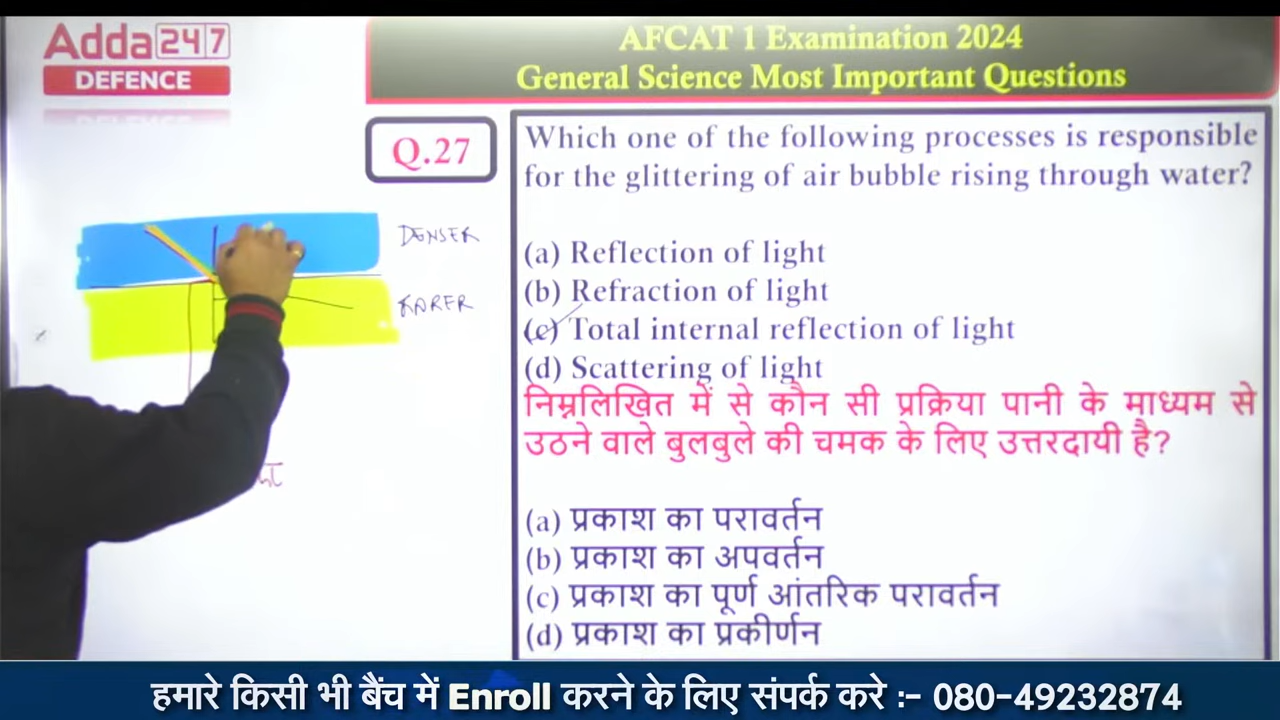 Adda247
DEFENCE
AFCAT 1 Examination 2024
General Science Most Important Questions
Q.27
Which one of the following processes is responsible
for the glittering of air bubble rising through water?
(a) Reflection of light
(b) Refraction of light
(c) Total internal reflection of light
(d) Scattering of light
निम्नलिखित में से कौन सी प्रक्रिया पानी के माध्यम से
उठने वाले बुलबुले की चमक के लिए उत्तरदायी है?
(a) प्रकाश का परावर्तन
(b) प्रकाश का अपवर्तन
(c) प्रकाश का पूर्ण आंतरिक परावर्तन
(d) प्रकाश का प्रकीर्णन
DENSER
RARER
हमारे किसी भी बैंच में Enroll करने के लिए संपर्क करे :- 080-49232874